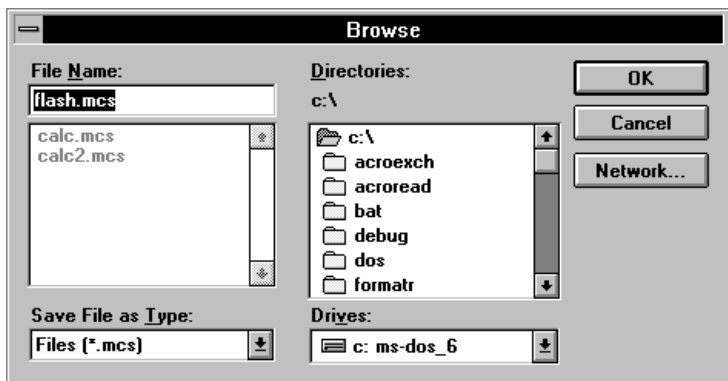 Browse
File Name:
flash.mcs
calc.mcs
calc2.mcs
Save File as Type:
Files (*.mcs)
Directories:
c:\
c:\
acroexch
acroread
bat
debug
dos
formatr
Drives:
c: ms-dos_6
OK
Cancel
Network...